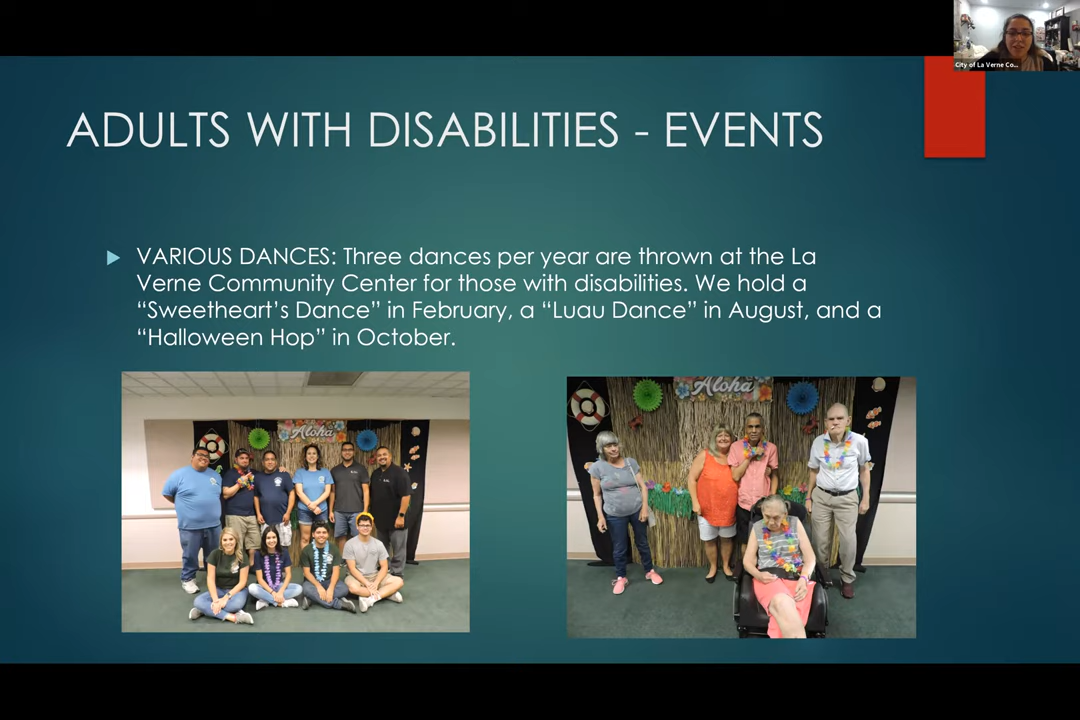 City of La Verne Co...
ADULTS WITH DISABILITIES - EVENTS
VARIOUS DANCES: Three dances per year are thrown at the La
Verne Community Center for those with disabilities. We hold a
“Sweetheart’s Dance” in February, a “Luau Dance” in August, and a
“Halloween Hop” in October.
Aloha
Aloha